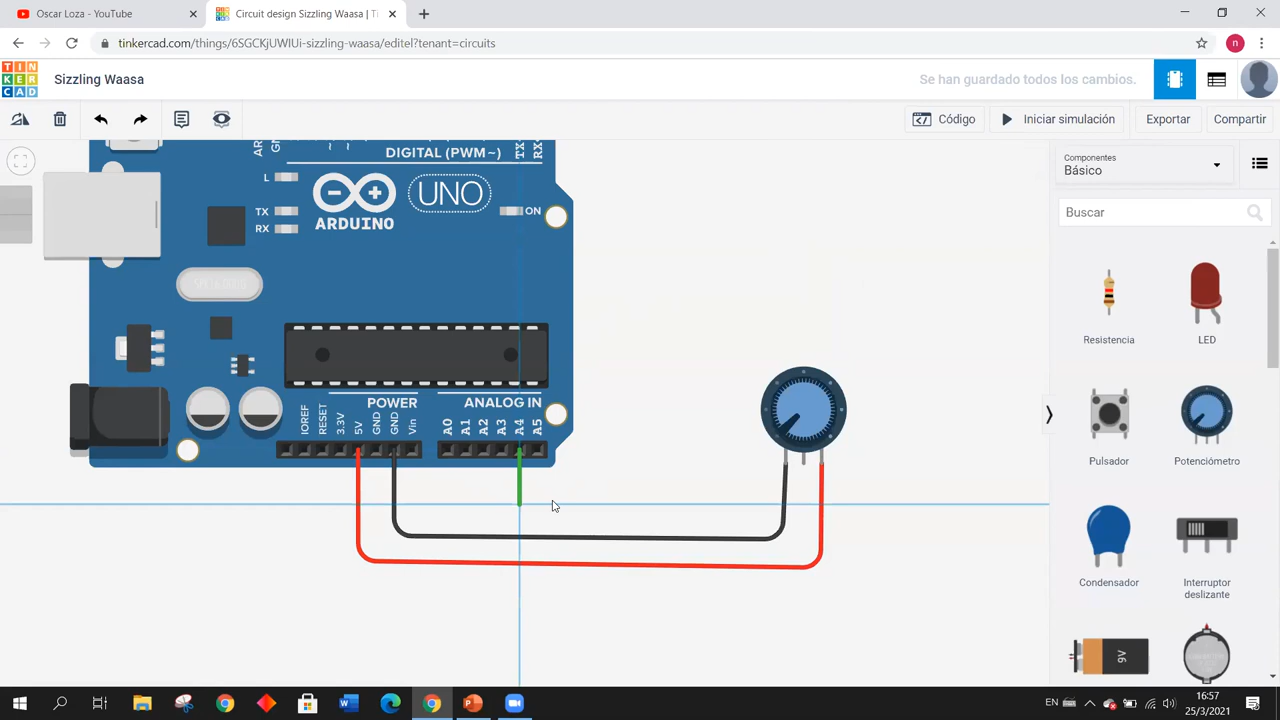 Oscar Loza - YouTube
Circuit design Sizzling Waasa | Ti
tinkercad.com/things/6SGCKjUWIUi-sizzling-waasa/editel?tenant=circuits
n
TIN
KER
CAD
Sizzling Waasa
Se han guardado todos los cambios.
Código
Iniciar simulación
Exportar
Compartir
Componentes
Básico
Buscar
Resistencia
LED
Pulsador
Potenciómetro
Condensador
Interruptor
deslizante
9V
AR
DIGITAL (PWM~)
TX
RX
L
TX
RX
UNO
ARDUINO
ON
POWER
ANALOG IN
IOREF
RESET
3.3V
5V
GND
GND
Vin
A0
A1
A2
A3
A4
A5
EN
16:57
25/3/2021